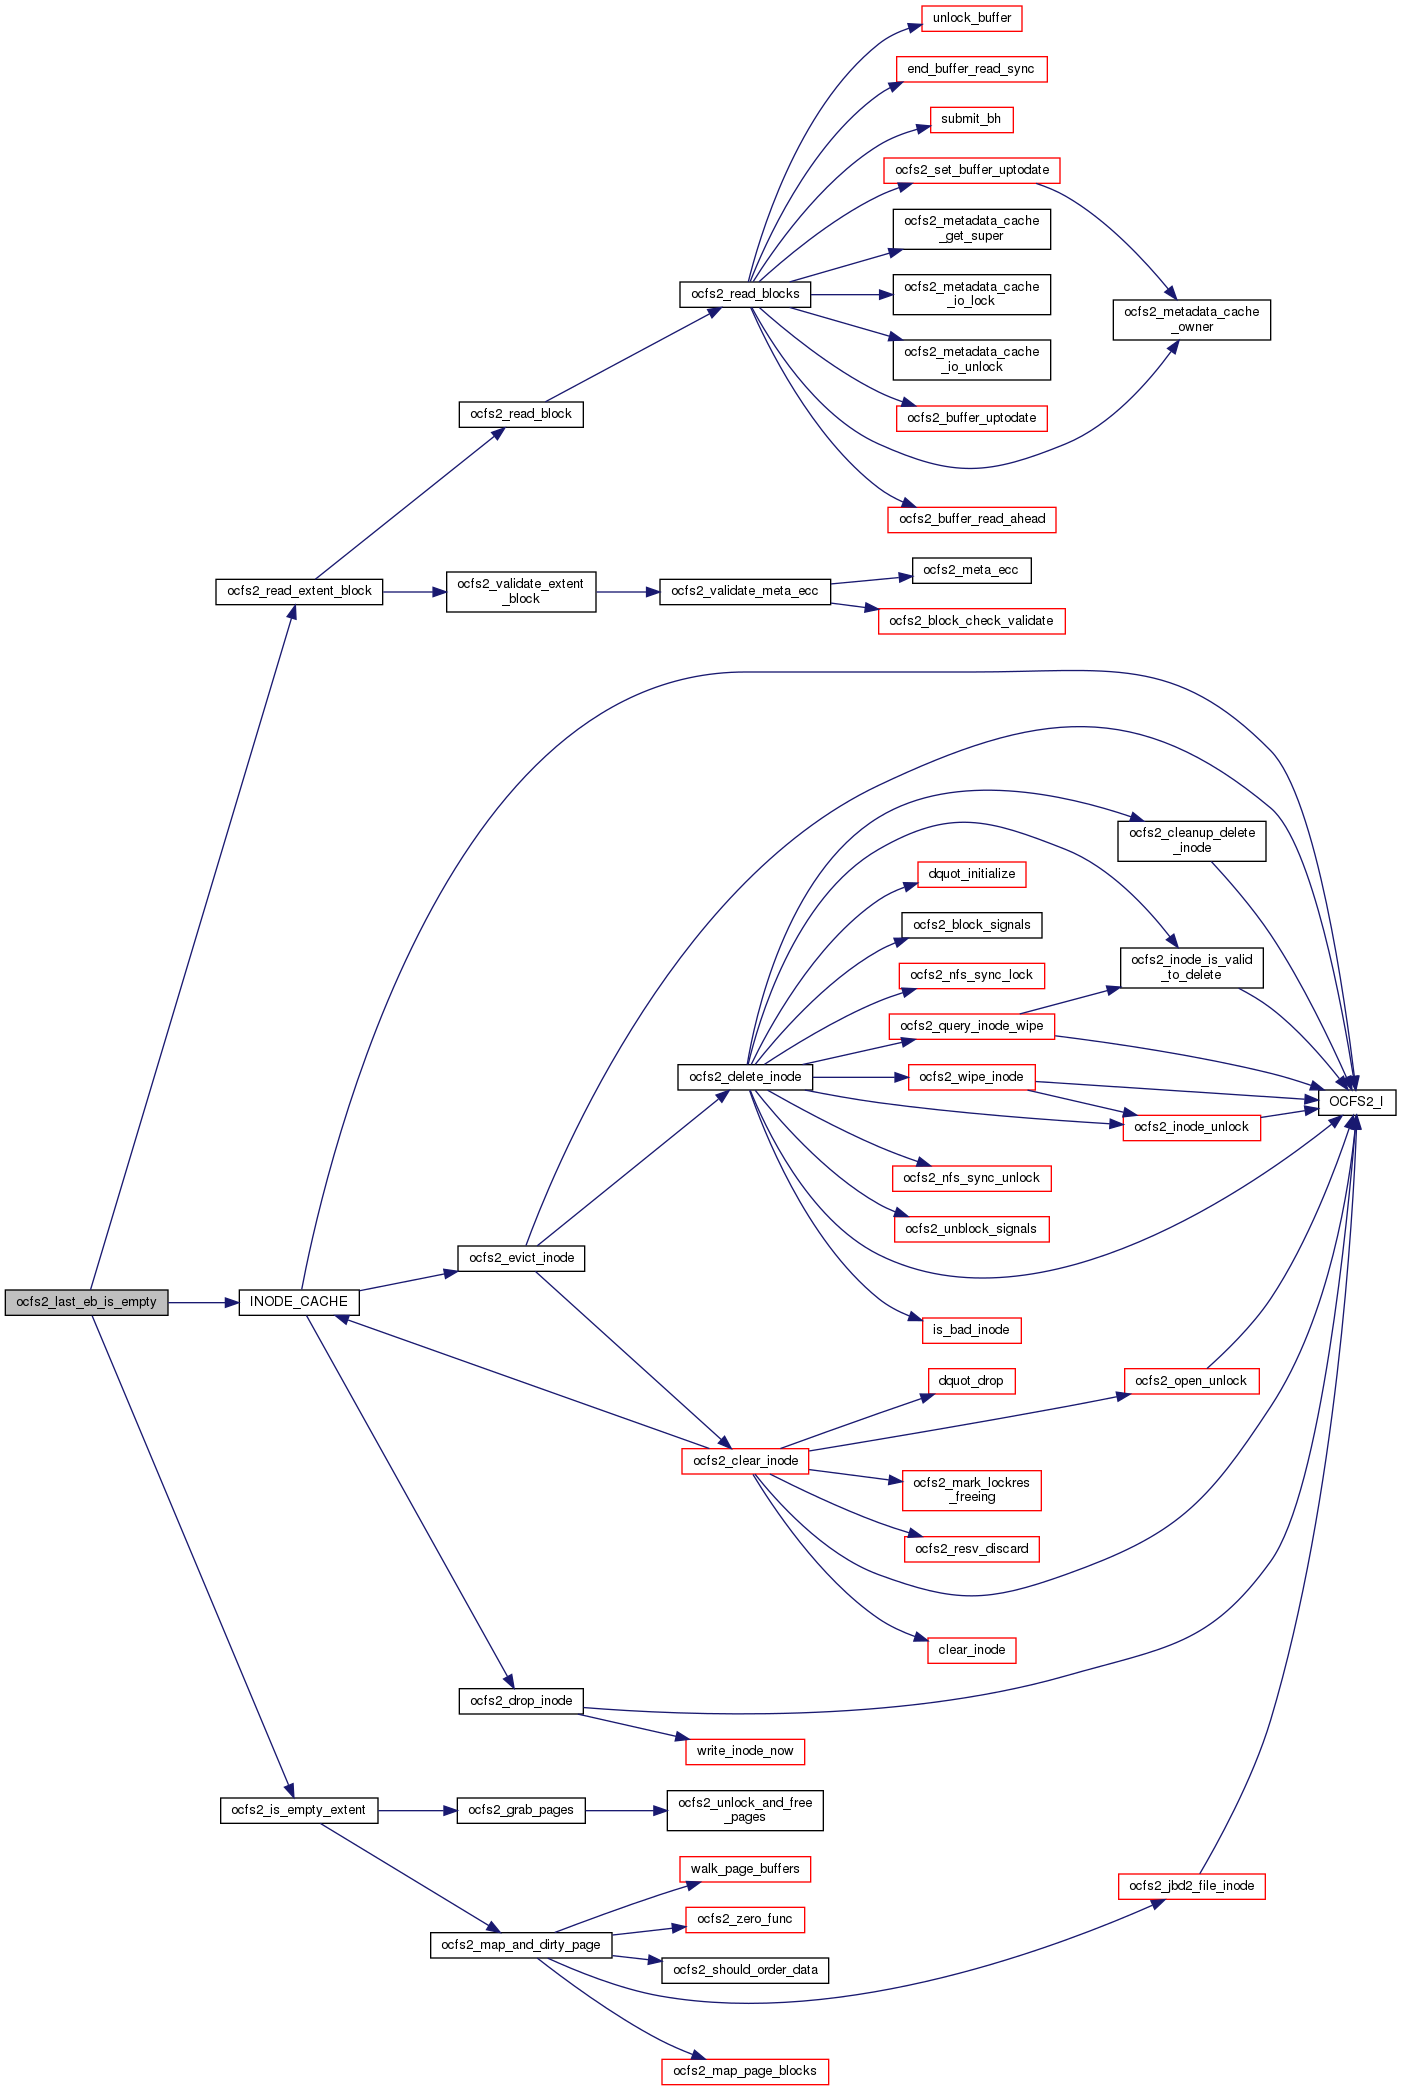 unlock_buffer
end_buffer_read_sync
submit_bh
ocfs2_set_buffer_uptodate
ocfs2_metadata_cache
_get_super
ocfs2_read_blocks
ocfs2_metadata_cache
_io_lock
ocfs2_metadata_cache
_owner
ocfs2_metadata_cache
_io_unlock
ocfs2_read_block
ocfs2_buffer_uptodate
ocfs2_buffer_read_ahead
ocfs2_meta_ecc
ocfs2_read_extent_block
ocfs2_validate_extent
_block
ocfs2_validate_meta_ecc
ocfs2_block_check_validate
ocfs2_cleanup_delete
_inode
dquot_initialize
ocfs2_block_signals
ocfs2_inode_is_valid
_to_delete
ocfs2_nfs_sync_lock
ocfs2_query_inode_wipe
ocfs2_delete_inode
ocfs2_wipe_inode
OCFS2_I
ocfs2_inode_unlock
ocfs2_nfs_sync_unlock
ocfs2_unblock_signals
ocfs2_evict_inode
ocfs2_last_eb_is_empty
INODE_CACHE
is_bad_inode
dquot_drop
ocfs2_open_unlock
ocfs2_clear_inode
ocfs2_mark_lockres
_freeing
ocfs2_resv_discard
clear_inode
ocfs2_drop_inode
write_inode_now
ocfs2_is_empty_extent
ocfs2_grab_pages
ocfs2_unlock_and_free
_pages
walk_page_buffers
ocfs2_jbd2_file_inode
ocfs2_zero_func
ocfs2_map_and_dirty_page
ocfs2_should_order_data
ocfs2_map_page_blocks